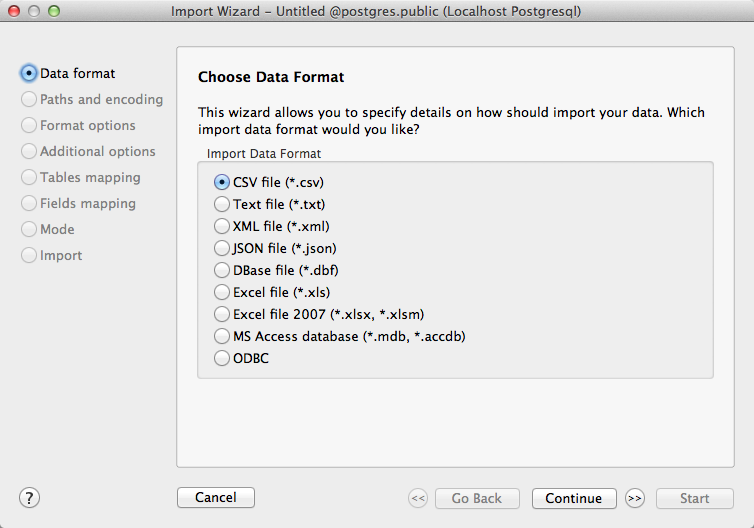 Import Wizard – Untitled @postgres.public (Localhost Postgresql)
Data format
Paths and encoding
Format options
Additional options
Tables mapping
Fields mapping
Mode
Import
Choose Data Format
This wizard allows you to specify details on how should import your data. Which
import data format would you like?
Import Data Format
CSV file (*.csv)
Text file (*.txt)
XML file (*.xml)
JSON file (*.json)
DBase file (*.dbf)
Excel file (*.xls)
Excel file 2007 (*.xlsx, *.xlsm)
MS Access database (*.mdb, *.accdb)
ODBC
? Cancel << Go Back Continue >> Start